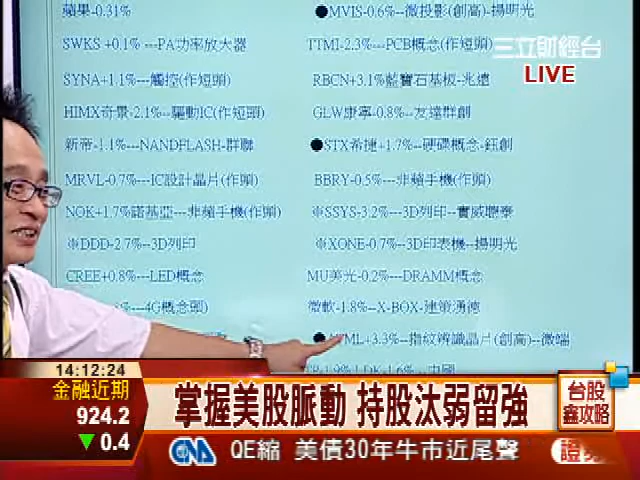 蘋果-0.31%
SWKS +0.1% ---PA功率放大器
SYNA+1.1%---觸控(作短頭)
HIMX奇景-2.1%--驅動IC(作短頭)
新帝-1.1%---NANDFLASH-群聯
MRVL-0.7%---IC設計晶片(作頭)
NOK+1.7%諾基亞---非蘋手機(作頭)
※DDD-2.7%--3D列印
CREE+0.8%--LED概念
%---4G概念頭)
●MVIS-0.6%--微投影(創高)-揚明光
TTMI-2.3%---PCB概念(作短頭)
RBCN+3.1%藍寶石基板-兆遠
GLW康寧-0.8%--友達群創
●STX希捷+1.7%--硬碟概念-鈺創
BBRY-0.5%---非蘋手機(作頭)
※SSYS-3.2%---3D列印--實威聯泰
※XONE-0.7%--3D印表機--揚明光
MU美光-0.2%---DRAMM概念
微軟-1.8%--X-BOX-建策湧德
ML+3.3%--指紋辨識晶片(創高)--微端
三立財經台
LIVE
14:12:24
金融近期
924.2
▼0.4
掌握美股脈動 持股汰弱留強
台股
鑫攻略
CNA
QE縮 美債30年牛市近尾聲
證